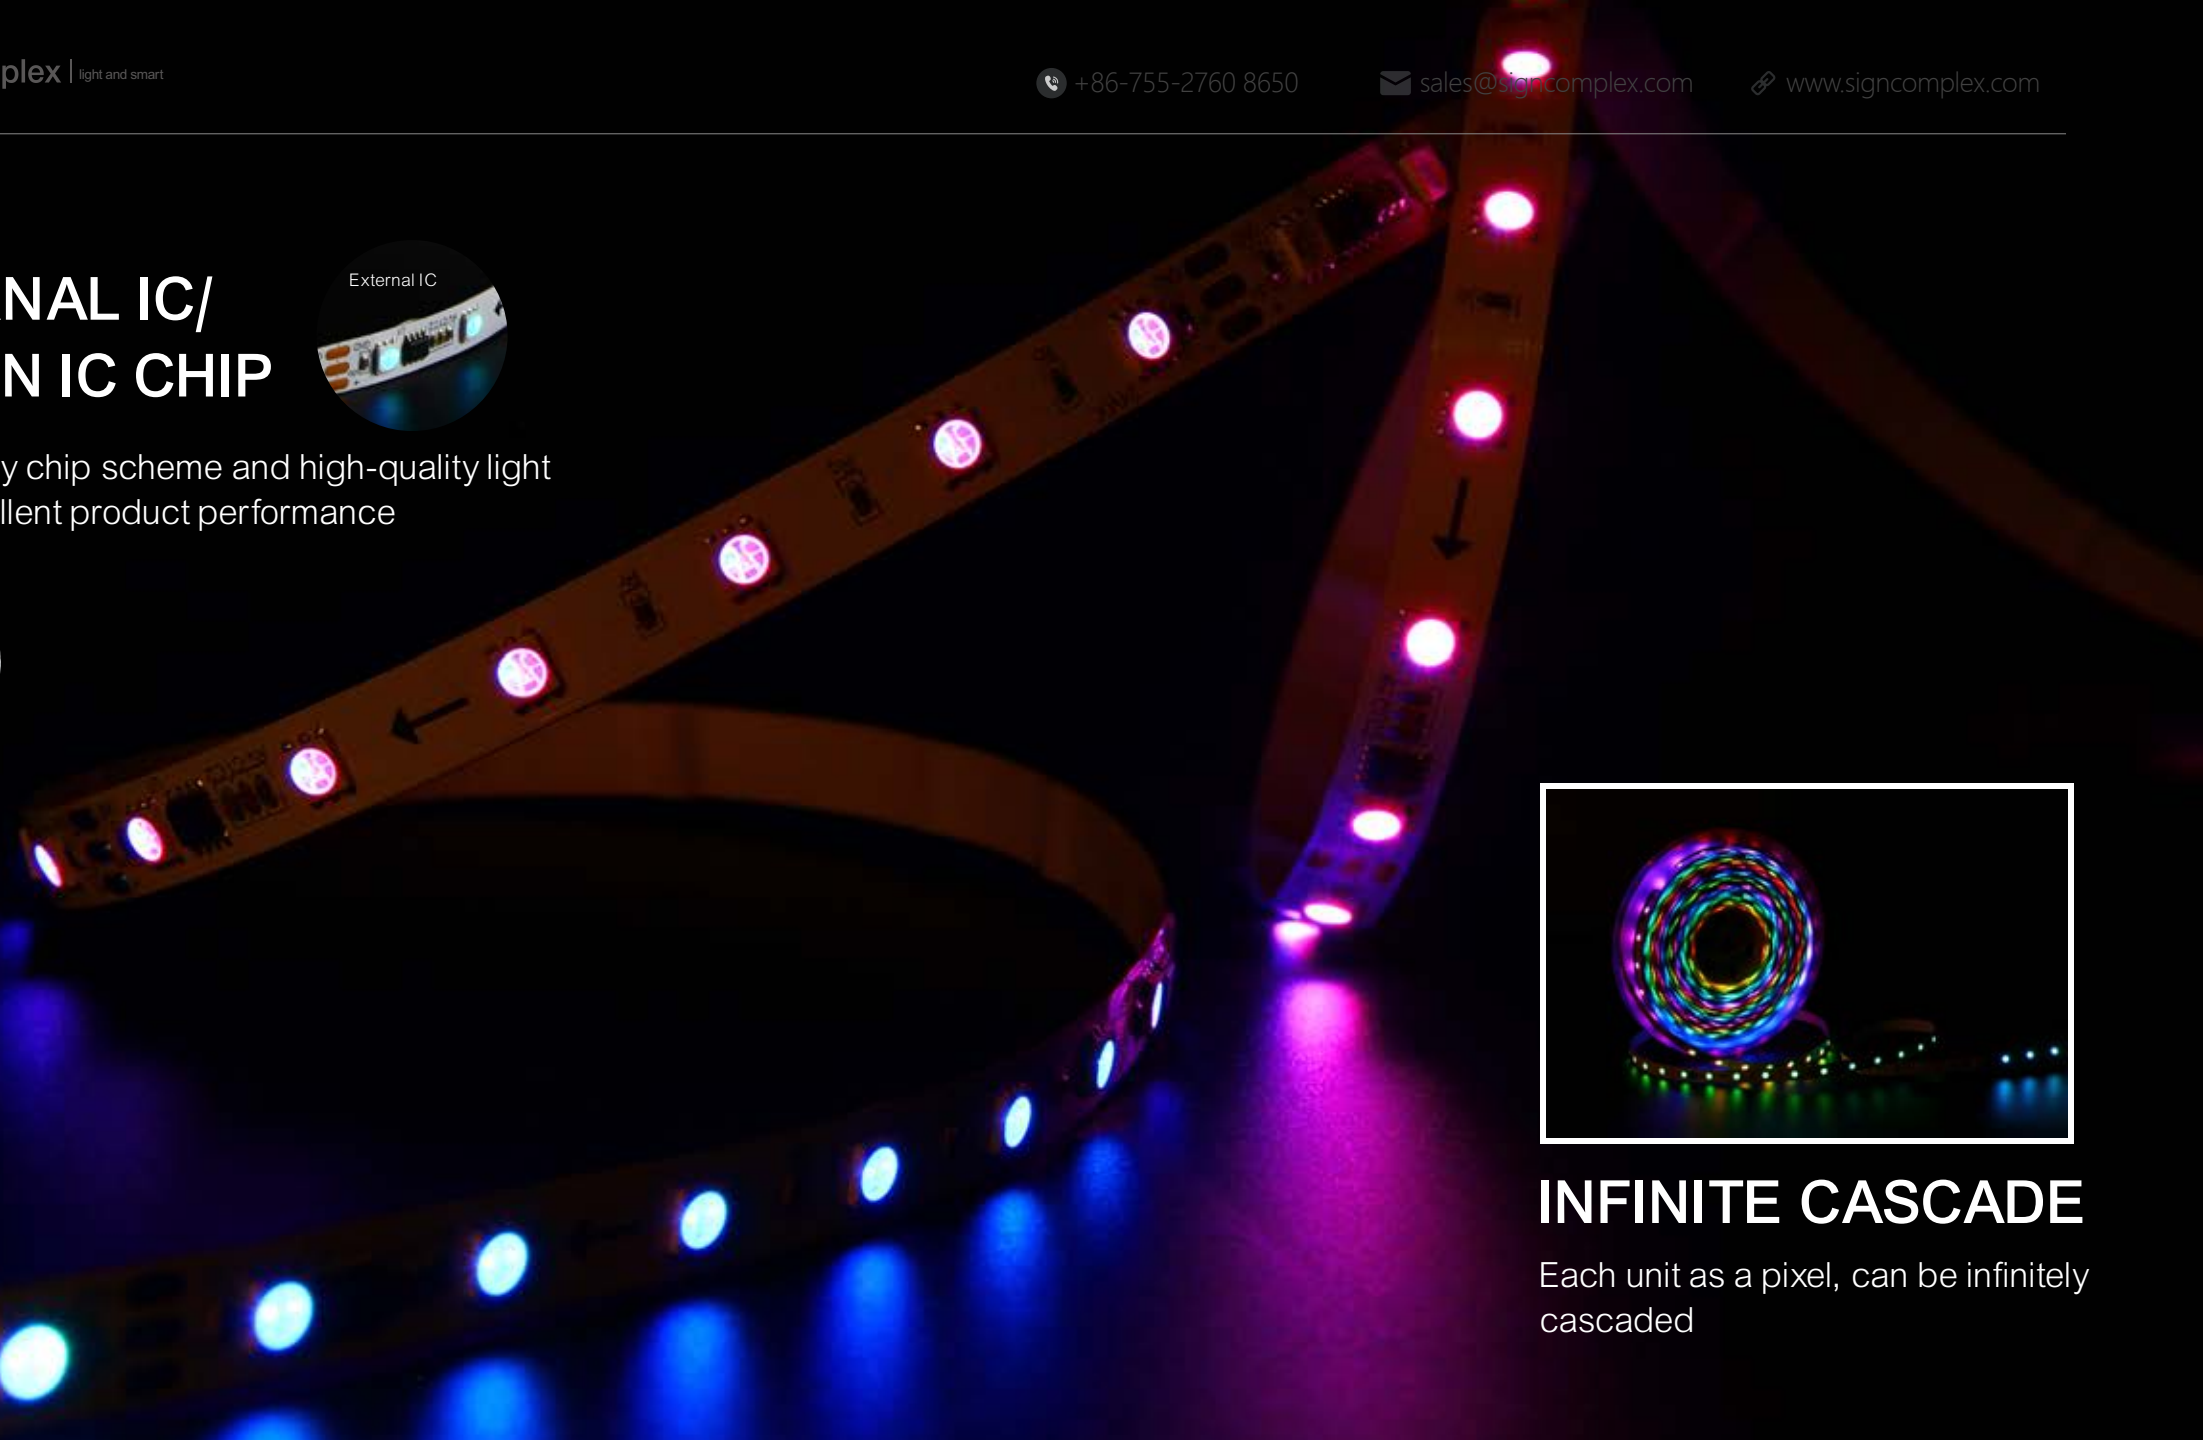 plex | light and smart
+86-755-2760 8650
sales@signcomplex.com
www.signcomplex.com
External IC
NAL IC/
N IC CHIP
y chip scheme and high-quality light
llent product performance
INFINITE CASCADE
Each unit as a pixel, can be infinitely
cascaded